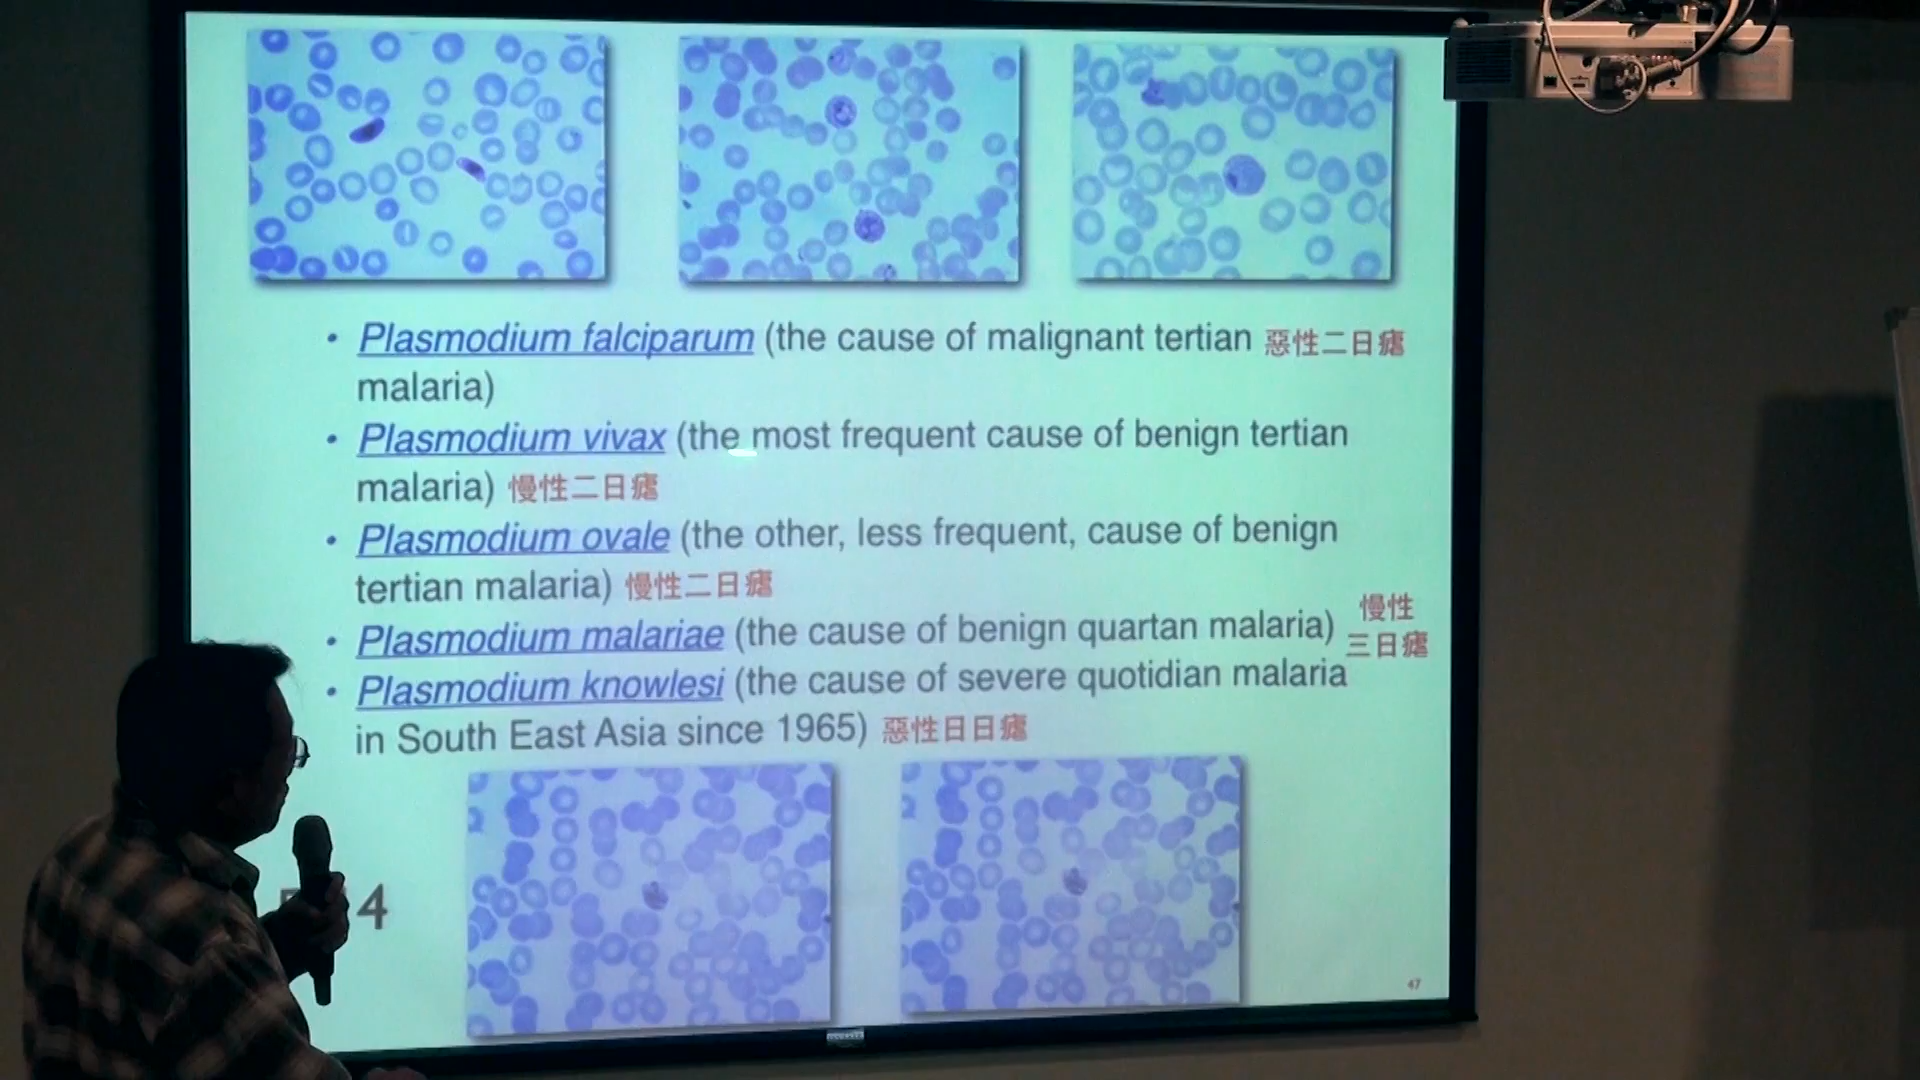 • Plasmodium falciparum (the cause of malignant tertian 惡性二日瘧
malaria)
• Plasmodium vivax (the most frequent cause of benign tertian
malaria) 慢性二日瘧
• Plasmodium ovale (the other, less frequent, cause of benign
tertian malaria) 慢性二日瘧
• Plasmodium malariae (the cause of benign quartan malaria) 慢性
三日瘧
• Plasmodium knowlesi (the cause of severe quotidian malaria
in South East Asia since 1965) 惡性日日瘧
4
47